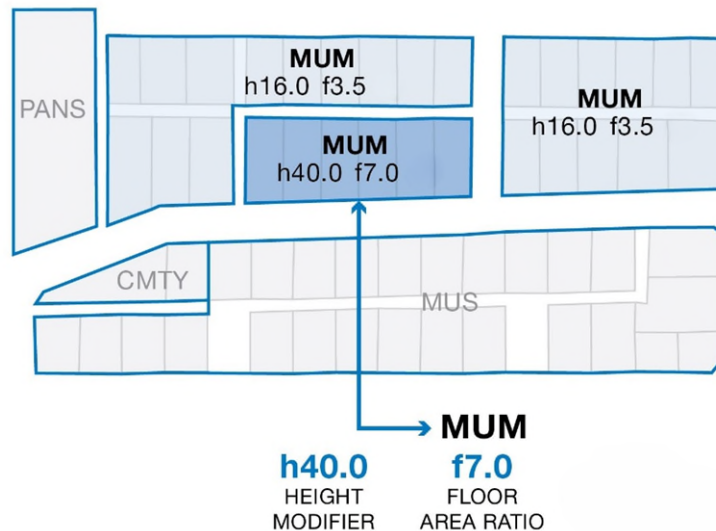 MUM
h16.0 f3.5
PANS
MUM
h16.0 f3.5
MUM
h40.0 f7.0
CMTY
MUS
MUM
h40.0 f7.0
HEIGHT FLOOR
MODIFIER AREA RATIO